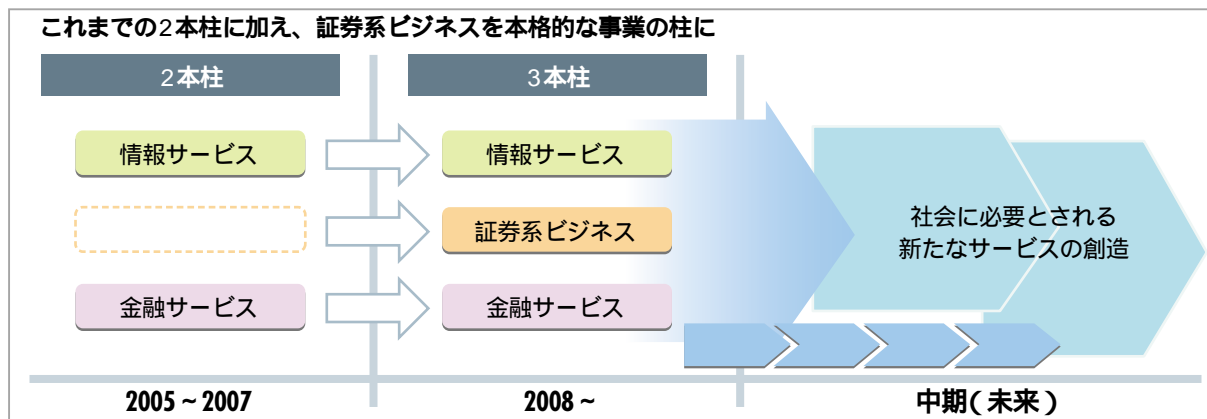 これまでの2本柱に加え、証券系ビジネスを本格的な事業の柱に
2本柱
3本柱
情報サービス
情報サービス
証券系ビジネス
金融サービス
金融サービス
社会に必要とされる
新たなサービスの創造
2005~2007
2008~
中期(未来)